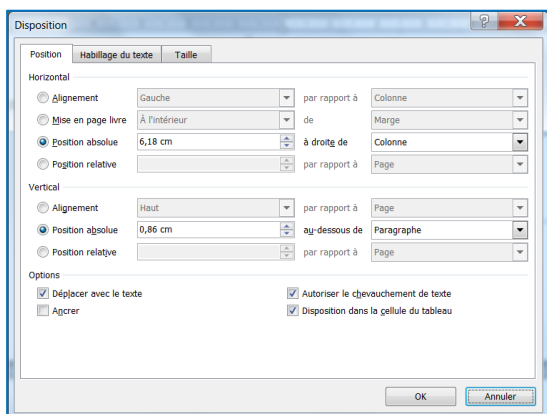 Disposition
Position Habillage du texte Taille
Horizontal
Alignement Gauche par rapport à Colonne
Mise en page livre À l'intérieur de Marge
Position absolue 6,18 cm à droite de Colonne
Position relative par rapport à Page
Vertical
Alignement Haut par rapport à Page
Position absolue 0,86 cm au-dessous de Paragraphe
Position relative par rapport à Page
Options
Déplacer avec le texte Autoriser le chevauchement de texte
Ancrer Disposition dans la cellule du tableau
OK Annuler